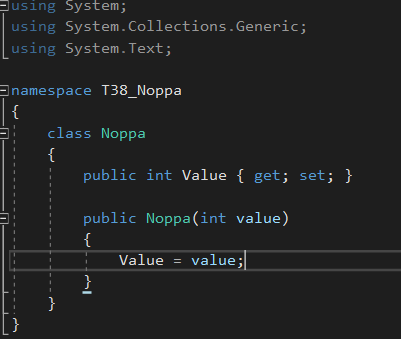 using System;
using System.Collections.Generic;
using System.Text;
namespace T38_Noppa
{
class Noppa
{
public int Value { get; set; }
public Noppa(int value)
{
Value = value;
}
}
}